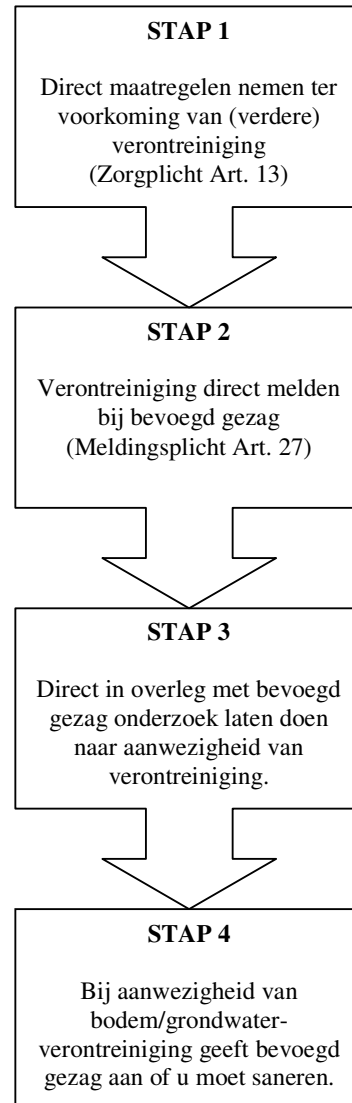 STAP 1
Direct maatregelen nemen ter
voorkoming van (verdere)
verontreiniging
(Zorgplicht Art. 13)
STAP 2
Verontreiniging direct melden
bij bevoegd gezag
(Meldingsplicht Art. 27)
STAP 3
Direct in overleg met bevoegd
gezag onderzoek laten doen
naar aanwezigheid van
verontreiniging.
STAP 4
Bij aanwezigheid van
bodem/grondwater-
verontreiniging geeft bevoegd
gezag aan of u moet saneren.